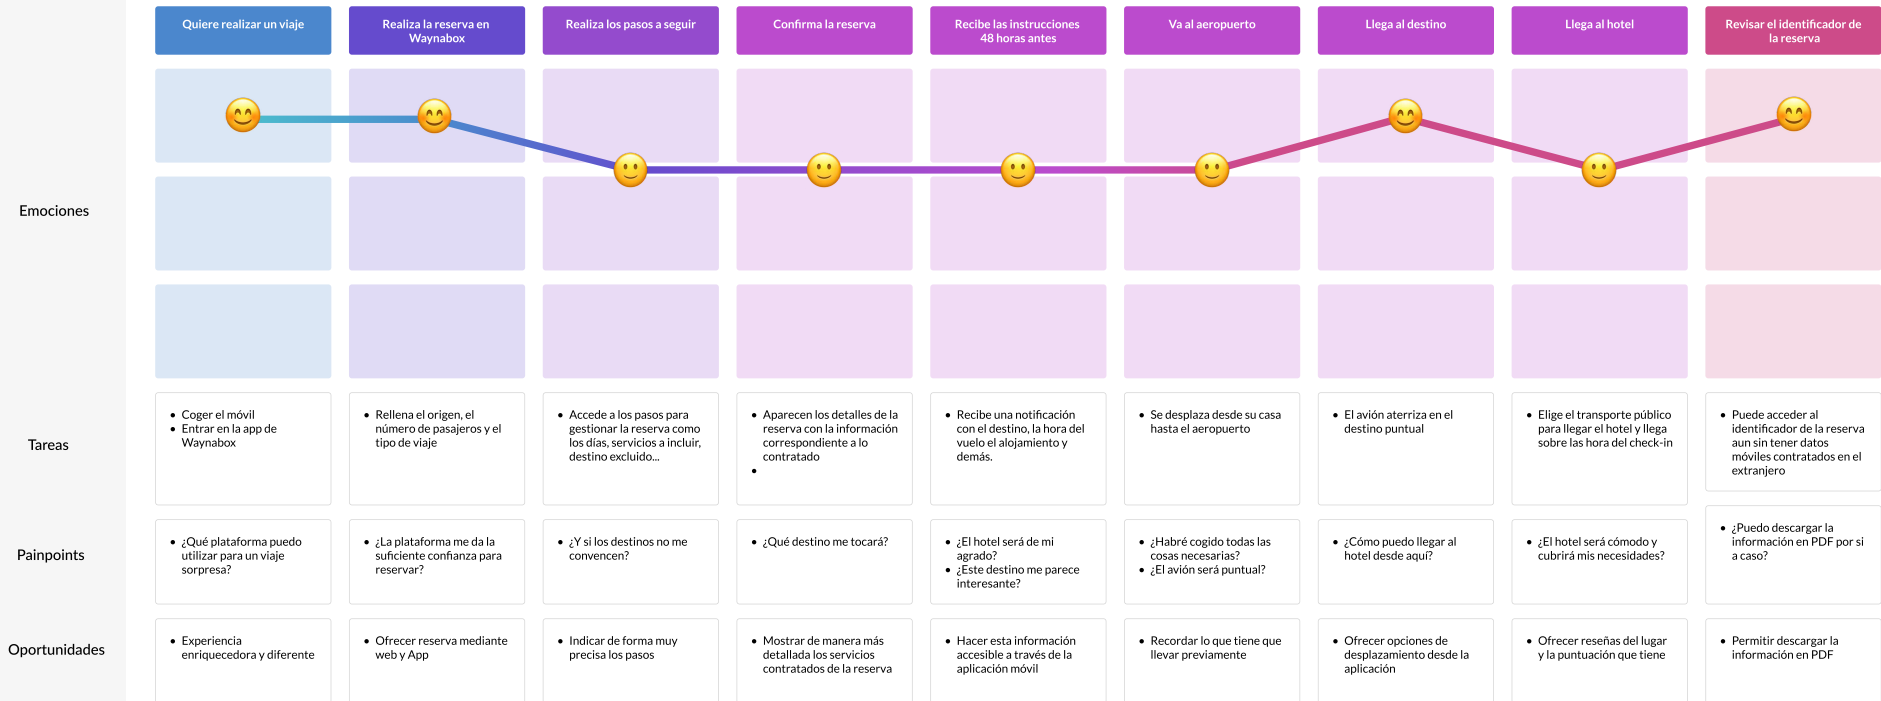 Quiere realizar un viaje
Realiza la reserva en
Waynabox
Realiza los pasos a seguir
Confirma la reserva
Recibe las instrucciones
48 horas antes
Va al aeropuerto
Llega al destino
Llega al hotel
Revisar el identificador de
la reserva
Emociones
Tareas
• Coger el móvil
• Entrar en la app de
Waynabox
• Rellena el origen, el
número de pasajeros y el
tipo de viaje
• Accede a los pasos para
gestionar la reserva como
los días, servicios a incluir,
destino excluido...
• Aparecen los detalles de la
reserva con la información
correspondiente a lo
contratado
•
• Recibe una notificación
con el destino, la hora del
vuelo el alojamiento y
demás.
• Se desplaza desde su casa
hasta el aeropuerto
• El avión aterriza en el
destino puntual
• Elige el transporte público
para llegar el hotel y llega
sobre las hora del check-in
• Puede acceder al
identificador de la reserva
aun sin tener datos
móviles contratados en el
extranjero
Painpoints
• ¿Qué plataforma puedo
utilizar para un viaje
sorpresa?
• ¿La plataforma me da la
suficiente confianza para
reservar?
• ¿Y si los destinos no me
convencen?
• ¿Qué destino me tocará?
• ¿El hotel será de mi
agrado?
• ¿Este destino me parece
interesante?
• ¿Habré cogido todas las
cosas necesarias?
• ¿El avión será puntual?
• ¿Cómo puedo llegar al
hotel desde aquí?
• ¿El hotel será cómodo y
cubrirá mis necesidades?
• ¿Puedo descargar la
información en PDF por si
a caso?
Oportunidades
• Experiencia
enriquecedora y diferente
• Ofrecer reserva mediante
web y App
• Indicar de forma muy
precisa los pasos
• Mostrar de manera más
detallada los servicios
contratados de la reserva
• Hacer esta información
accesible a través de la
aplicación móvil
• Recordar lo que tiene que
llevar previamente
• Ofrecer opciones de
desplazamiento desde la
aplicación
• Ofrecer reseñas del lugar
y la puntuación que tiene
• Permitir descargar la
información en PDF